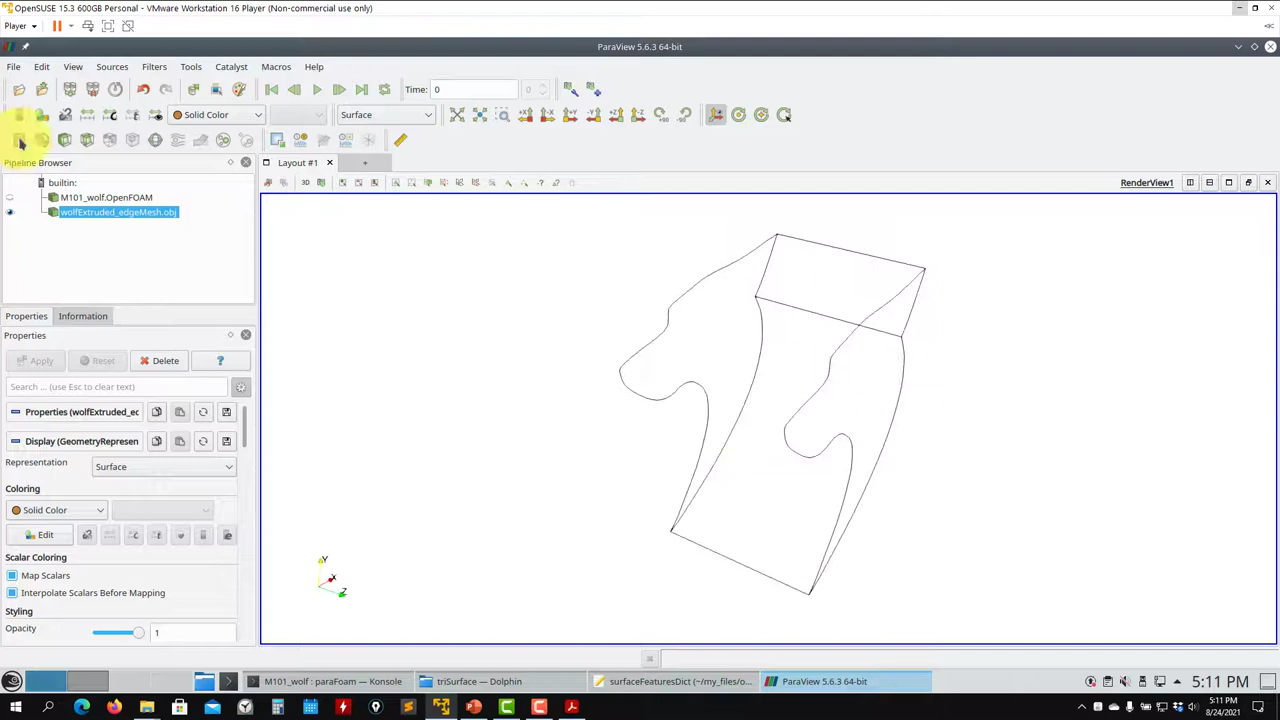 OpenSUSE 15.3 600GB Personal - VMware Workstation 16 Player (Non-commercial use only)
Player
ParaView 5.6.3 64-bit
File Edit View Sources Filters Tools Catalyst Macros Help
Time: 0 0
Solid Color Surface
+X -X +Y -Y +Z -Z +90 -90
Pipeline Browser
Layout #1 +
builtin:
3D
RenderView1
M101_wolf.OpenFOAM
wolfExtruded_edgeMesh.obj
Properties Information
Properties
Apply Reset Delete ?
Search ... (use Esc to clear text)
Properties (wolfExtruded_ec
Display (GeometryRepresen
Representation Surface
Coloring
Solid Color
Edit
Scalar Coloring
Map Scalars
Interpolate Scalars Before Mapping
Styling
Opacity 1
Y
X
Z
M101_wolf : paraFoam — Konsole
triSurface — Dolphin
surfaceFeaturesDict (~/my_files/o...
ParaView 5.6.3 64-bit
5:11 PM
5:11 PM
8/24/2021